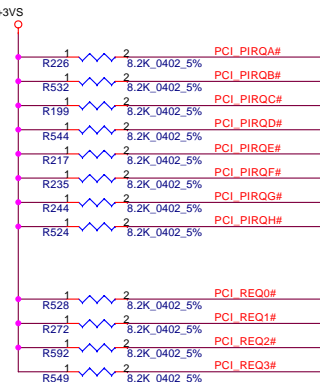 +3VS
1 2 PCI_PIRQA#
R226 8.2K_0402_5%
1 2 PCI_PIRQB#
R532 8.2K_0402_5%
1 2 PCI_PIRQC#
R199 8.2K_0402_5%
1 2 PCI_PIRQD#
R544 8.2K_0402_5%
1 2 PCI_PIRQE#
R217 8.2K_0402_5%
1 2 PCI_PIRQF#
R235 8.2K_0402_5%
1 2 PCI_PIRQG#
R244 8.2K_0402_5%
1 2 PCI_PIRQH#
R524 8.2K_0402_5%
1 2 PCI_REQ0#
R528 8.2K_0402_5%
1 2 PCI_REQ1#
R272 8.2K_0402_5%
1 2 PCI_REQ2#
R592 8.2K_0402_5%
1 2 PCI_REQ3#
R549 8.2K_0402_5%